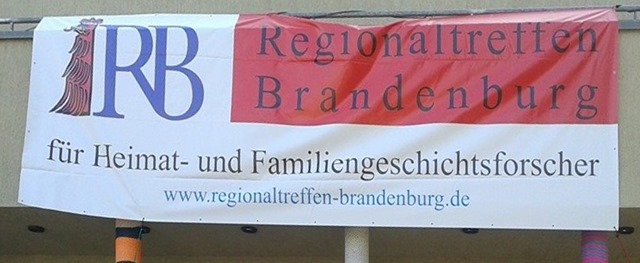 RB
Regionaltreffen
Brandenburg
für Heimat- und Familiengeschichtsforscher
www.regionaltreffen-brandenburg.de